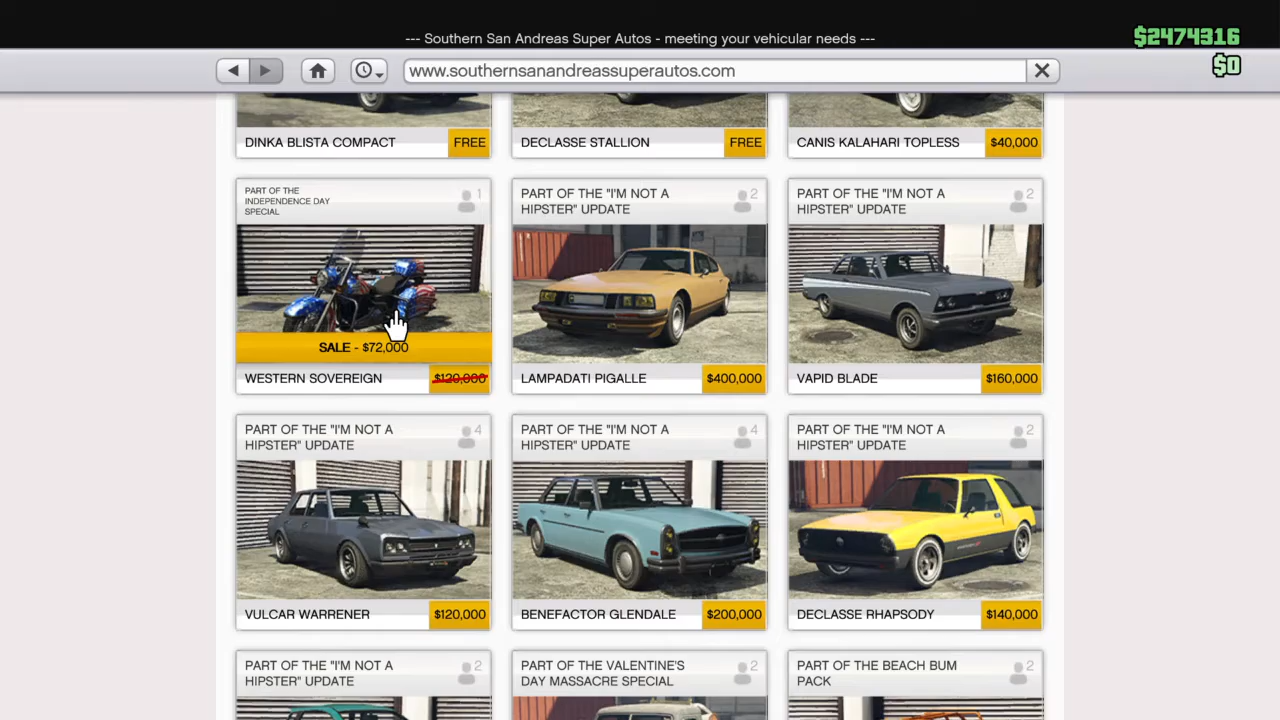 --- Southern San Andreas Super Autos - meeting your vehicular needs ---
$2474316
$0
www.southernsanandreassuperautos.com
DINKA BLISTA COMPACT
FREE
DECLASSE STALLION
FREE
CANIS KALAHARI TOPLESS
$40,000
PART OF THE
INDEPENDENCE DAY
SPECIAL
1
SALE - $72,000
WESTERN SOVEREIGN
$120,000
PART OF THE "I'M NOT A
HIPSTER" UPDATE
2
LAMPADATI PIGALLE
$400,000
PART OF THE "I'M NOT A
HIPSTER" UPDATE
2
VAPID BLADE
$160,000
PART OF THE "I'M NOT A
HIPSTER" UPDATE
4
VULCAR WARRENER
$120,000
PART OF THE "I'M NOT A
HIPSTER" UPDATE
4
BENEFACTOR GLENDALE
$200,000
PART OF THE "I'M NOT A
HIPSTER" UPDATE
2
DECLASSE RHAPSODY
$140,000
PART OF THE "I'M NOT A
HIPSTER" UPDATE
2
PART OF THE VALENTINE'S
DAY MASSACRE SPECIAL
2
PART OF THE BEACH BUM
PACK
2